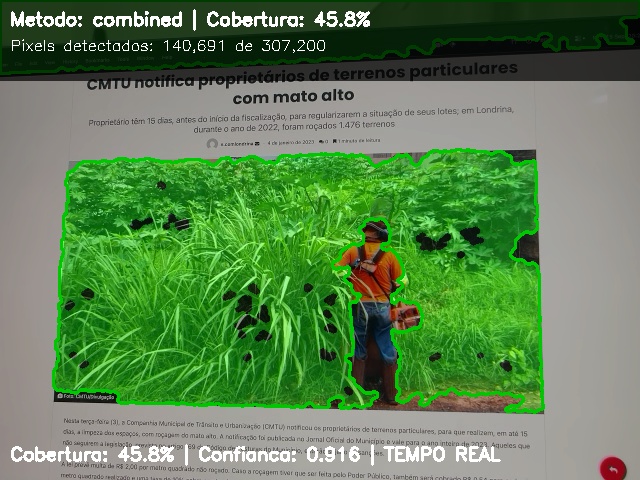 Metodo: combined | Cobertura: 45.8%
Pixels detectados: 140,691 de 307,200
CMTU notifica proprietários de terrenos particulares
com mato alto
Proprietário têm 15 dias, antes do início da fiscalização, para regularizarem a situação de seus lotes; em Londrina,
durante o ano de 2022, foram roçados 1.476 terrenos
n.comlondrina 4 de janeiro de 2023 0 1 minuto de leitura
Foto: CMTU/Divulgação
Nesta terça-feira (3), a Companhia Municipal de Trânsito e Urbanização (CMTU) notificou os proprietários de terrenos particulares, para que realizem, em até 15
dias, a limpeza dos espaços, com roçagem do mato alto. A notificação foi publicada no Jornal Oficial do Município e vale para o ano inteiro de 2023. Aqueles que
não seguirem a legislação
Cobertura: 45.8% | Confianca: 0.916 | TEMPO REAL
A lei prevê multa de R$ 2,00 por metro quadrado não roçado. Caso a roçagem tiver que ser feita pelo Poder Público, também será cobrado R$
metro quadrado